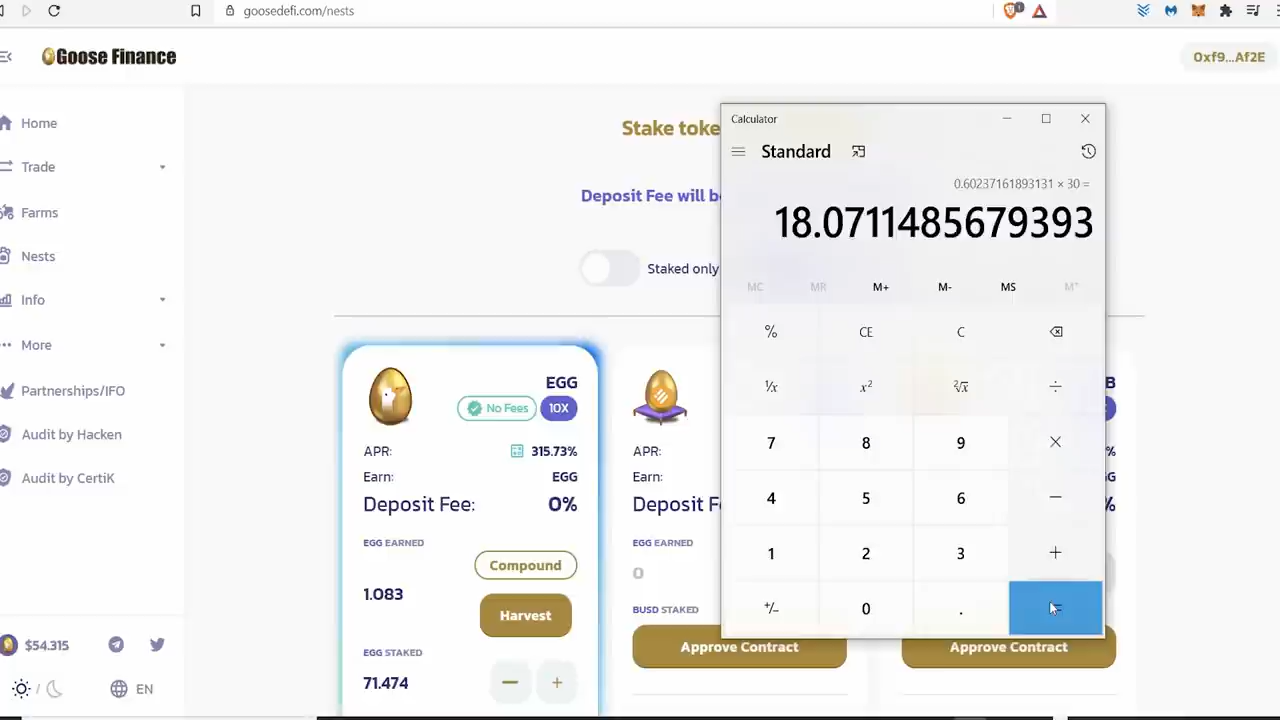 goosedefi.com/nests
1
Goose Finance
0xf9...Af2E
Home
Trade
Farms
Nests
Info
More
Partnerships/IFO
Audit by Hacken
Audit by CertiK
$54.315
/
EN
Stake toke
Deposit Fee will b
Staked only
EGG
No Fees
10X
APR: 315.73%
Earn: EGG
Deposit Fee: 0%
EGG EARNED
Compound
1.083
Harvest
EGG STAKED
71.474
− +
APR:
Earn:
Deposit F
EGG EARNED
0
BUSD STAKED
Approve Contract
B
%
G
%
Approve Contract
Calculator
Standard
0.60237161893131 × 30 =
18.0711485679393
MC MR M+ M- MS M˅
% CE C
¹/x x² ²√x ÷
7 8 9 ×
4 5 6 −
1 2 3 +
+/− 0 . =